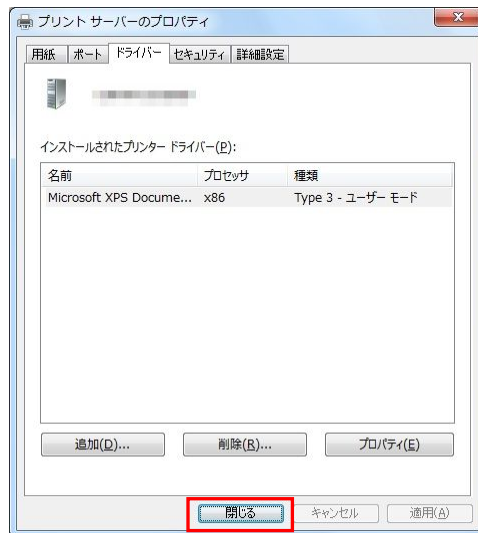 プリント サーバーのプロパティ
用紙 ポート ドライバー セキュリティ 詳細設定
インストールされたプリンター ドライバー(P):
名前 プロセッサ 種類
Microsoft XPS Docume... x86 Type 3 - ユーザー モード
追加(D)... 削除(R)... プロパティ(E)
閉じる キャンセル 適用(A)